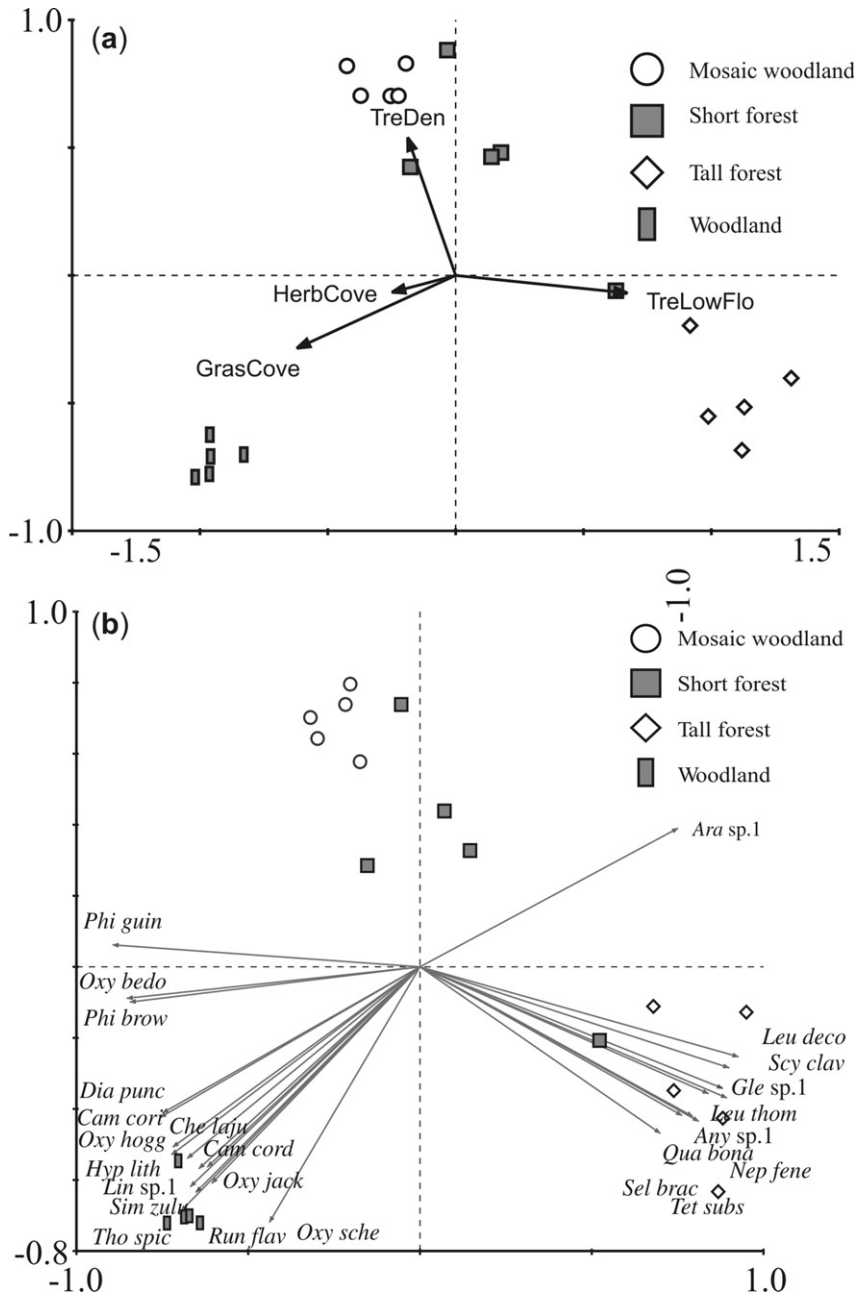 1.0
(a)
Mosaic woodland
Short forest
Tall forest
Woodland
TreDen
HerbCove
TreLowFlo
GrasCove
-1.0
-1.5
1.5
-1.0
1.0
(b)
Mosaic woodland
Short forest
Tall forest
Woodland
Ara sp.1
Phi guin
Oxy bedo
Phi brow
Leu deco
Scy clav
Gle sp.1
Dia punc
Cam cort
Che laju
Leu thom
Oxy hogg
Cam cord
Any sp.1
Qua bona
Hyp lith
Nep fene
Lin sp.1
Oxy jack
Sel brac
Sim zulu
Tet subs
Tho spic
Run flav
Oxy sche
-0.8
-1.0
1.0